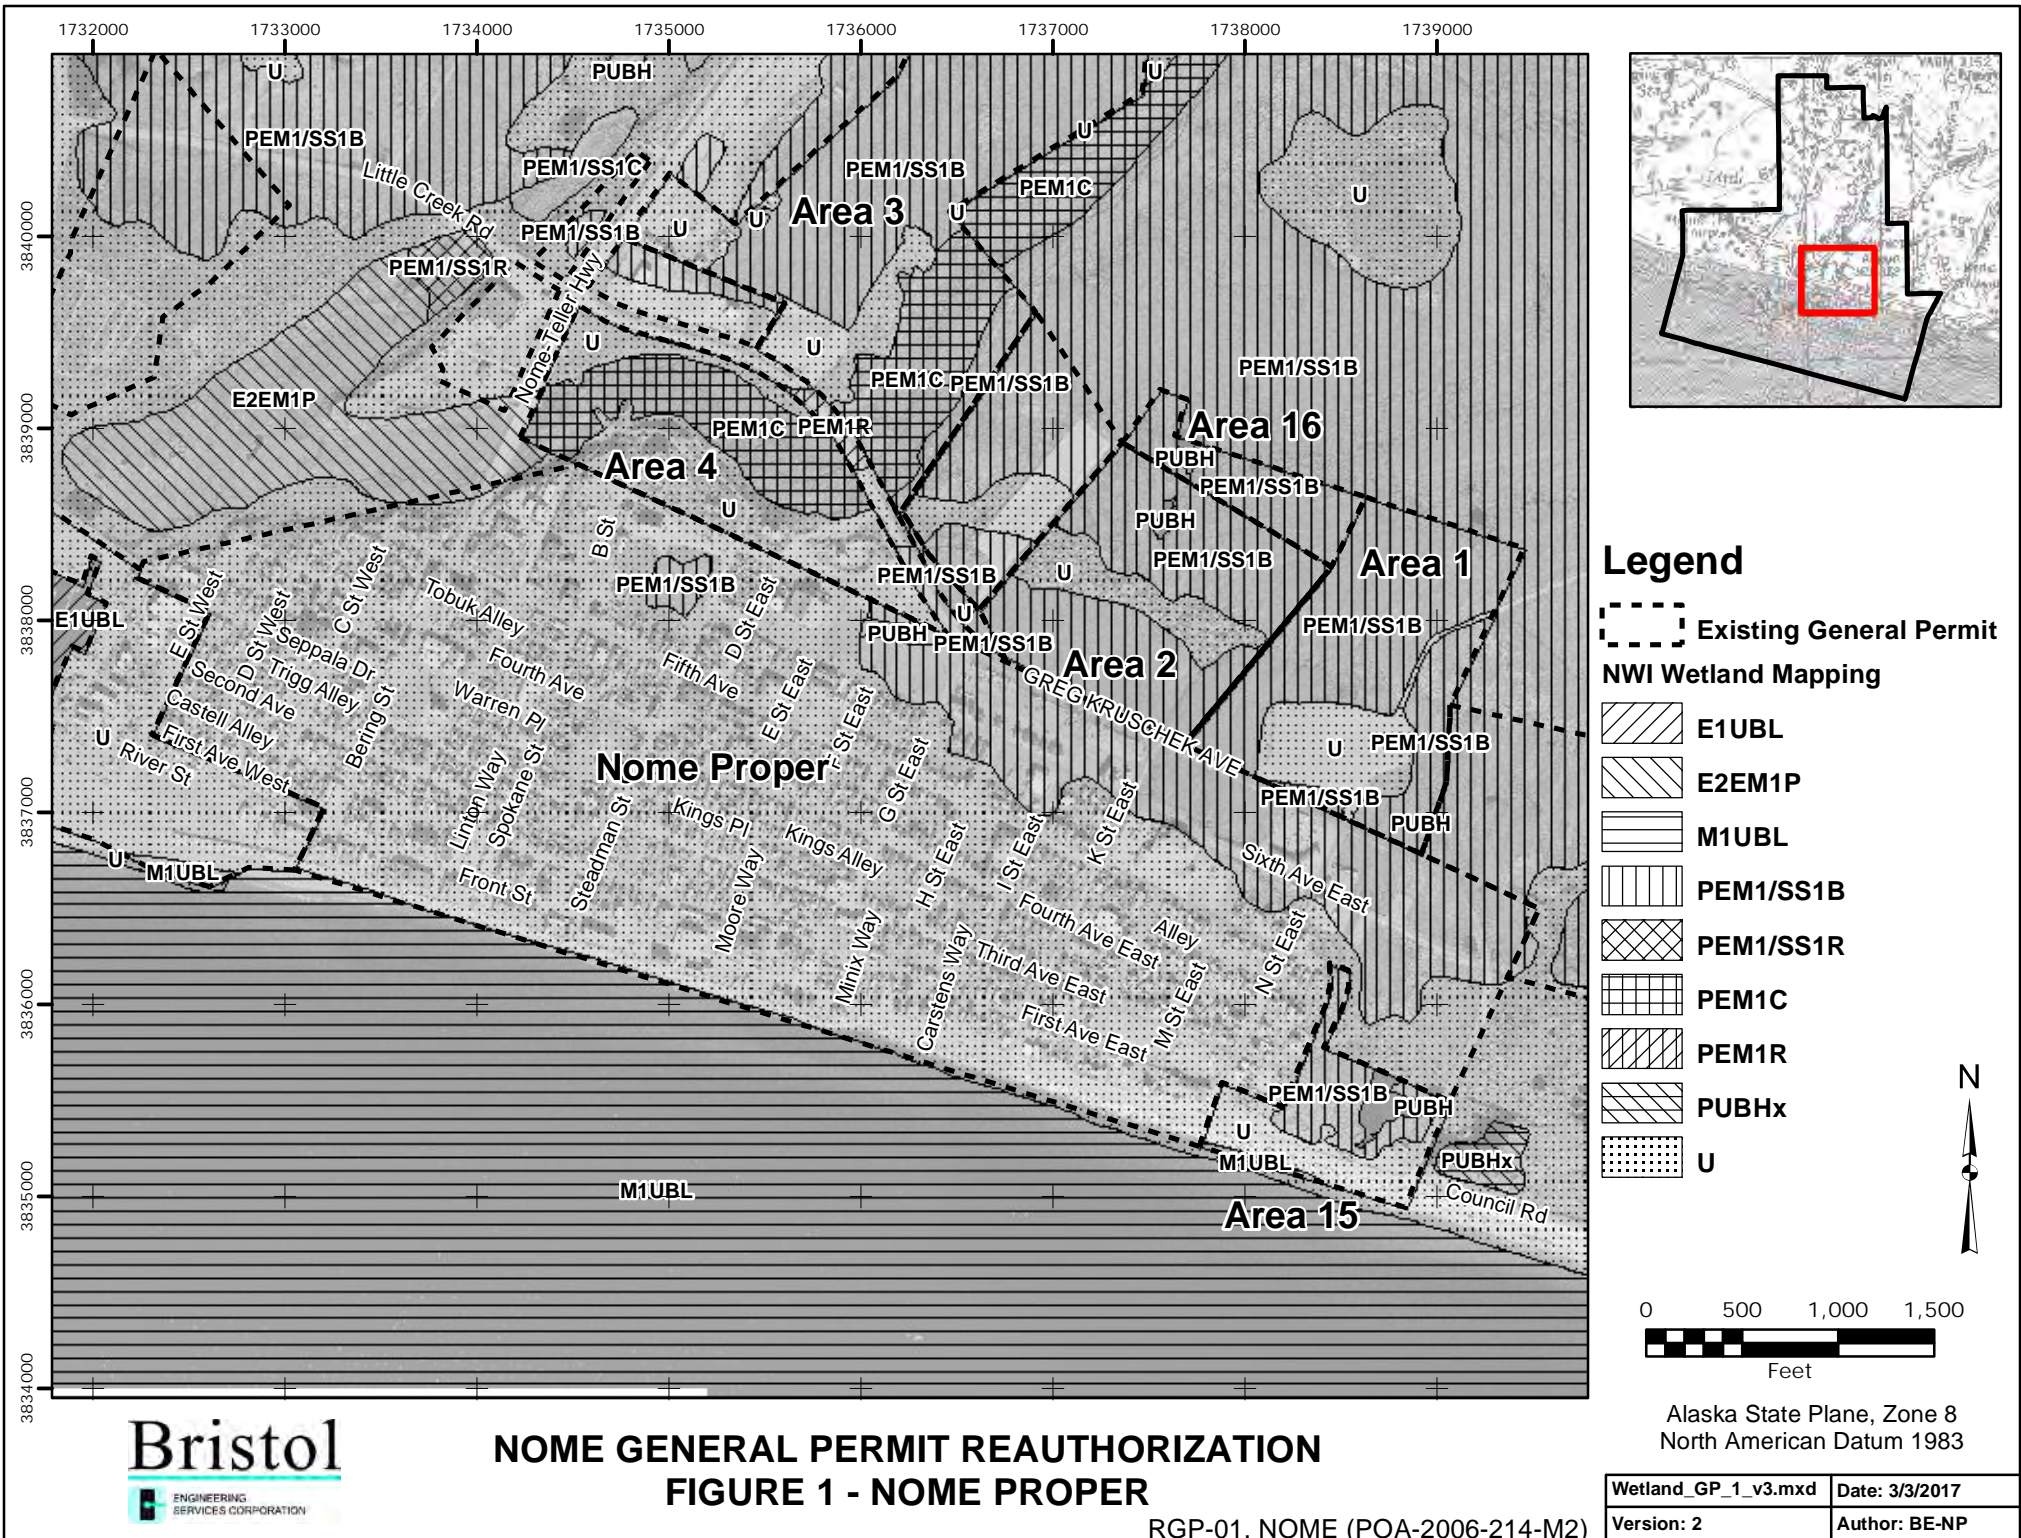 1732000 1733000 1734000 1735000 1736000 1737000 1738000 1739000
3840000
3839000
3838000
3837000
3836000
3835000
3834000
U
PUBH
U
PEM1/SS1B
U
PEM1/SS1C
PEM1/SS1B
PEM1C
U
Little Creek Rd
Area 3
U
U
U
PEM1/SS1B
PEM1/SS1R
Nome-Teller Hwy
U
U
PEM1C
PEM1/SS1B
PEM1/SS1B
E2EM1P
PEM1C
PEM1R
Area 16
PUBH
Area 4
PEM1/SS1B
U
PUBH
B St
PEM1/SS1B
Area 1
PEM1/SS1B
PEM1/SS1B
U
E1UBL
E St West
D St West
C St West
Tobuk Alley
D St East
U
PEM1/SS1B
PUBH
PEM1/SS1B
Seppala Dr
Trigg Alley
Second Ave
Castell Alley
First Ave West
River St
U
Bering St
Fourth Ave
Warren Pl
Fifth Ave
E St East
F St East
Area 2
GREG KRUSCHEK AVE
U
PEM1/SS1B
Nome Proper
Linton Way
Spokane St
Steadman St
Kings Pl
Kings Alley
G St East
PEM1/SS1B
PUBH
K St East
I St East
H St East
Sixth Ave East
U
M1UBL
Front St
Moore Way
Minix Way
Carstens Way
Fourth Ave East
Alley
Third Ave East
First Ave East
M St East
N St East
PEM1/SS1B
PUBH
U
M1UBL
PUBHx
Council Rd
M1UBL
Area 15
Legend
Existing General Permit
NWI Wetland Mapping
E1UBL
E2EM1P
M1UBL
PEM1/SS1B
PEM1/SS1R
PEM1C
PEM1R
PUBHx
U
N
0 500 1,000 1,500
Feet
Alaska State Plane, Zone 8
North American Datum 1983
Bristol
ENGINEERING
SERVICES CORPORATION
NOME GENERAL PERMIT REAUTHORIZATION
FIGURE 1 - NOME PROPER
RGP-01, NOME (POA-2006-214-M2)
Wetland_GP_1_v3.mxd Date: 3/3/2017
Version: 2 Author: BE-NP